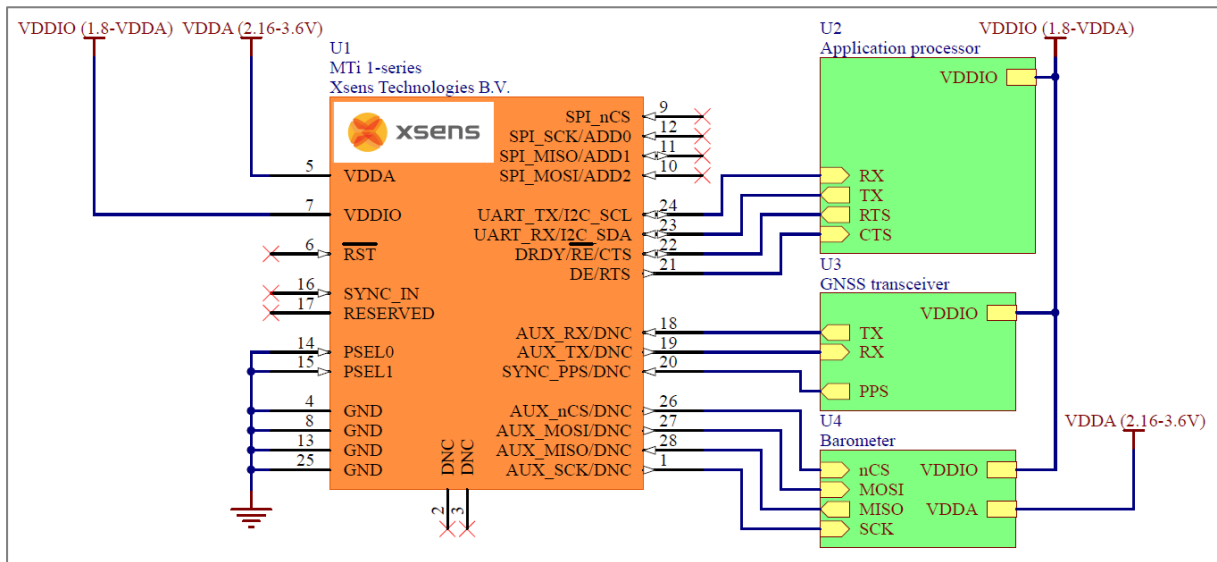 VDDIO (1.8-VDDA)
VDDA (2.16-3.6V)
U1
MTi 1-series
Xsens Technologies B.V.
xsens
5
VDDA
7
VDDIO
6
RST
16
SYNC_IN
17
RESERVED
14
PSEL0
15
PSEL1
4
GND
8
GND
13
GND
25
GND
DNC
DNC
2
3
SPI_nCS
9
SPI_SCK/ADD0
12
SPI_MISO/ADD1
11
SPI_MOSI/ADD2
10
UART_TX/I2C_SCL
24
UART_RX/I2C_SDA
23
DRDY/RE/CTS
22
DE/RTS
21
AUX_RX/DNC
18
AUX_TX/DNC
19
SYNC_PPS/DNC
20
AUX_nCS/DNC
26
AUX_MOSI/DNC
27
AUX_MISO/DNC
28
AUX_SCK/DNC
1
U2
Application processor
VDDIO
RX
TX
RTS
CTS
U3
GNSS transceiver
VDDIO
TX
RX
PPS
U4
Barometer
nCS
VDDIO
MOSI
MISO
VDDA
SCK
VDDIO (1.8-VDDA)
VDDA (2.16-3.6V)